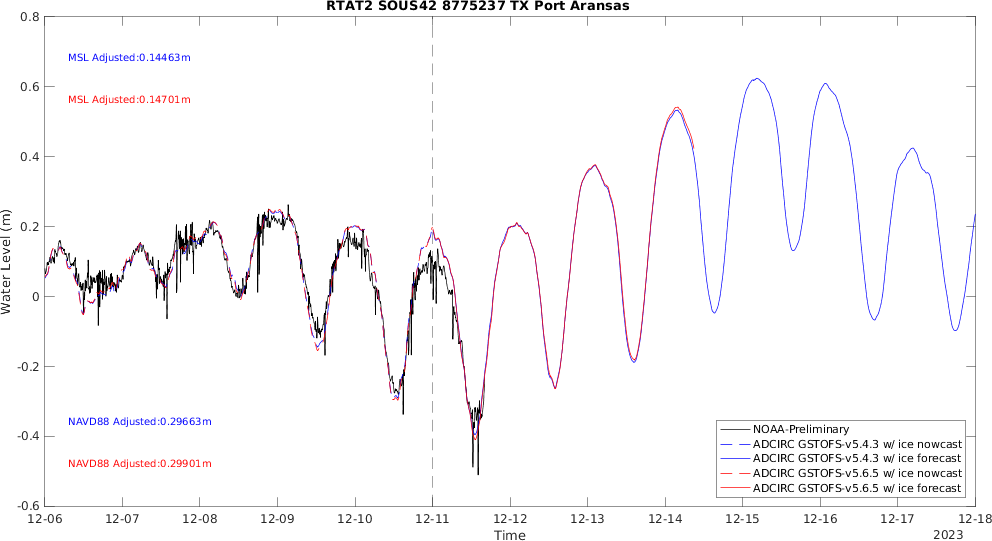 RTAT2 SOUS42 8775237 TX Port Aransas
0.8
0.6
0.4
0.2
0
-0.2
-0.4
-0.6
Water Level (m)
MSL Adjusted:0.14463m
MSL Adjusted:0.14701m
NAVD88 Adjusted:0.29663m
NAVD88 Adjusted:0.29901m
NOAA-Preliminary
ADCIRC GSTOFS-v5.4.3 w/ ice nowcast
ADCIRC GSTOFS-v5.4.3 w/ ice forecast
ADCIRC GSTOFS-v5.6.5 w/ ice nowcast
ADCIRC GSTOFS-v5.6.5 w/ ice forecast
12-06 12-07 12-08 12-09 12-10 12-11 12-12 12-13 12-14 12-15 12-16 12-17 12-18
Time
2023